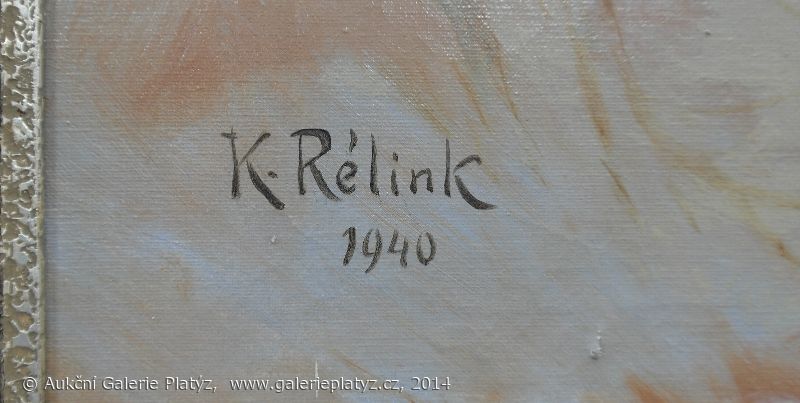 K. Rélink
1940
© Aukční Galerie Platýz, www.galerieplatyz.cz, 2014